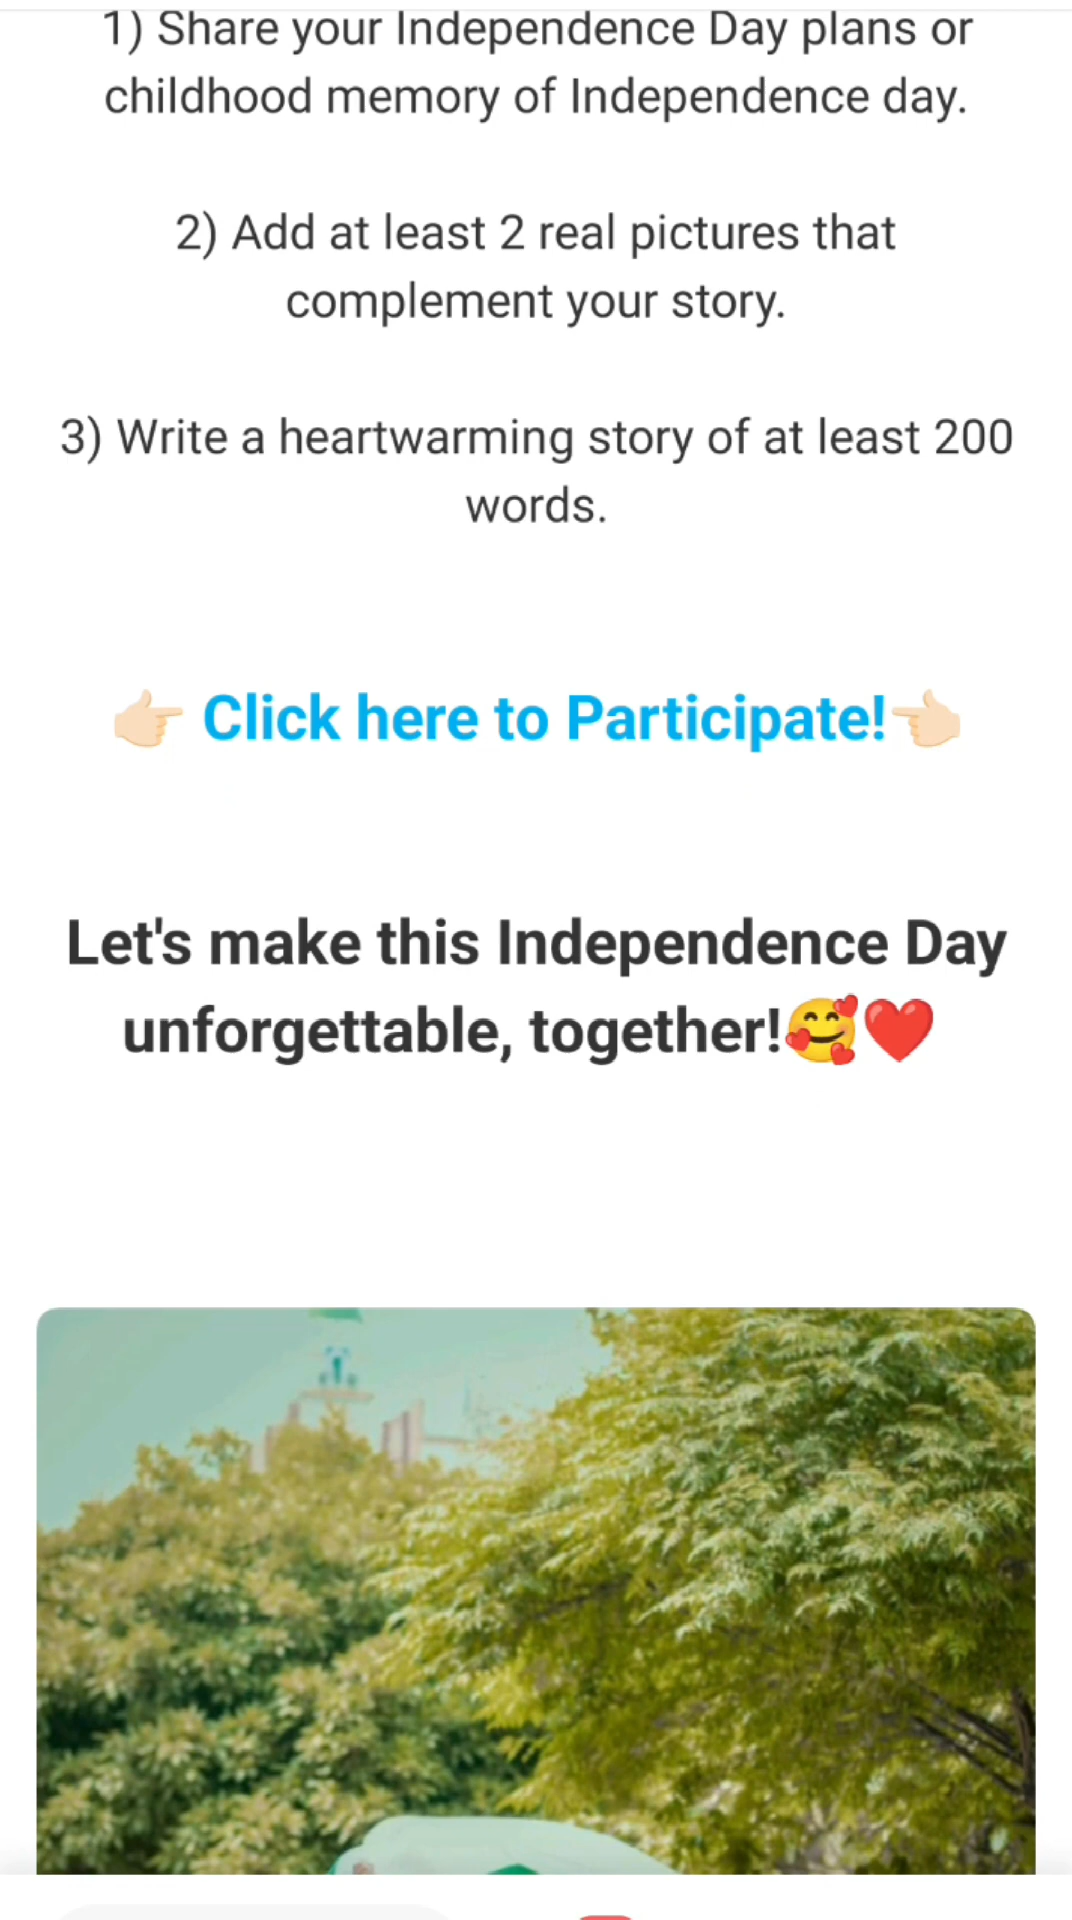 1) Share your Independence Day plans or
childhood memory of Independence day.
2) Add at least 2 real pictures that
complement your story.
3) Write a heartwarming story of at least 200
words.
👉🏻 Click here to Participate!👈🏻
Let's make this Independence Day
unforgettable, together!🥰❤️